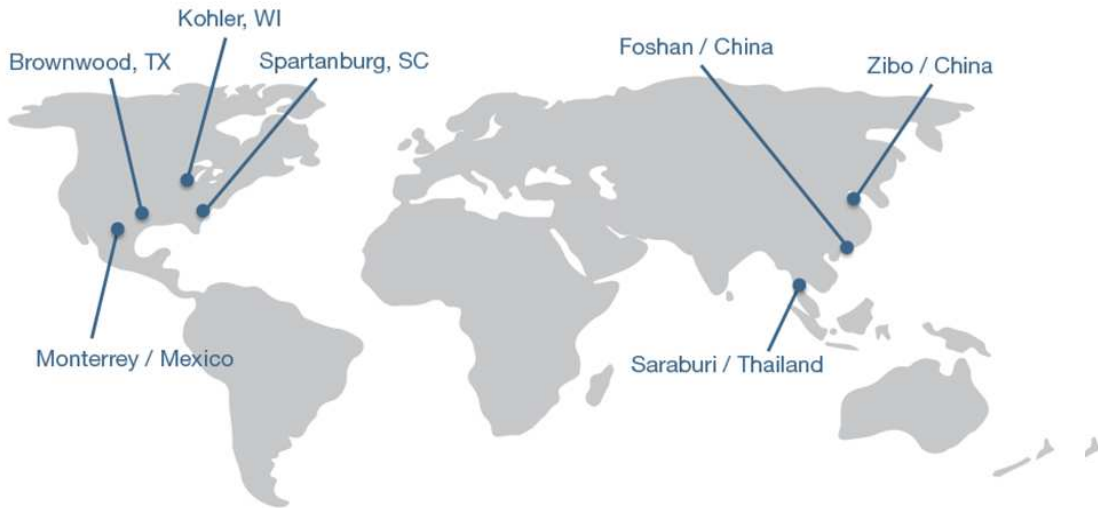 Kohler, WI
Brownwood, TX
Spartanburg, SC
Foshan / China
Zibo / China
Monterrey / Mexico
Saraburi / Thailand